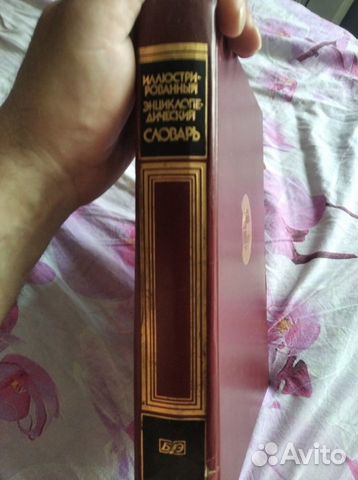 ИЛЛЮСТРИ-
РОВАННЫЙ
ЭНЦИКЛОПЕ-
ДИЧЕСКИЙ
СЛОВАРЬ
БРЭ
Avito